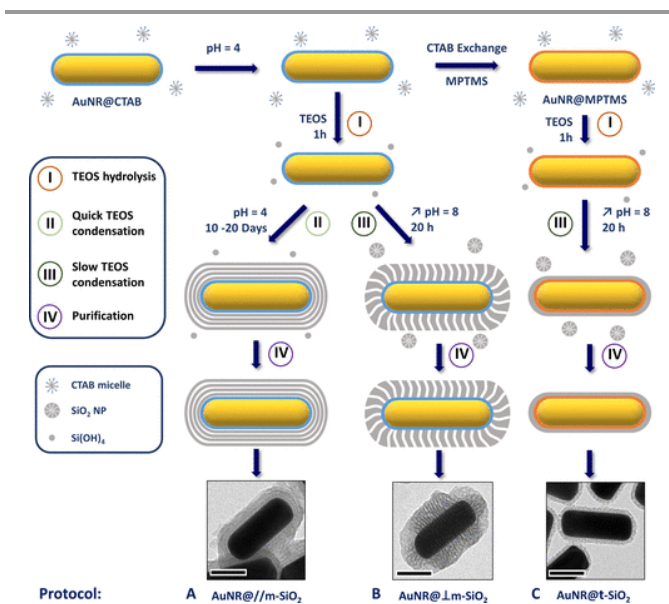 pH = 4
CTAB Exchange
MPTMS
AuNR@CTAB
AuNR@MPTMS
TEOS
1h
I
TEOS
1h
I
I TEOS hydrolysis
II Quick TEOS
condensation
III Slow TEOS
condensation
IV Purification
pH = 4
10 -20 Days
II
III
↗ pH = 8
20 h
III
↗ pH = 8
20 h
IV
IV
IV
CTAB micelle
SiO₂ NP
Si(OH)₄
Protocol:
A AuNR@//m-SiO₂
B AuNR@⊥m-SiO₂
C AuNR@t-SiO₂